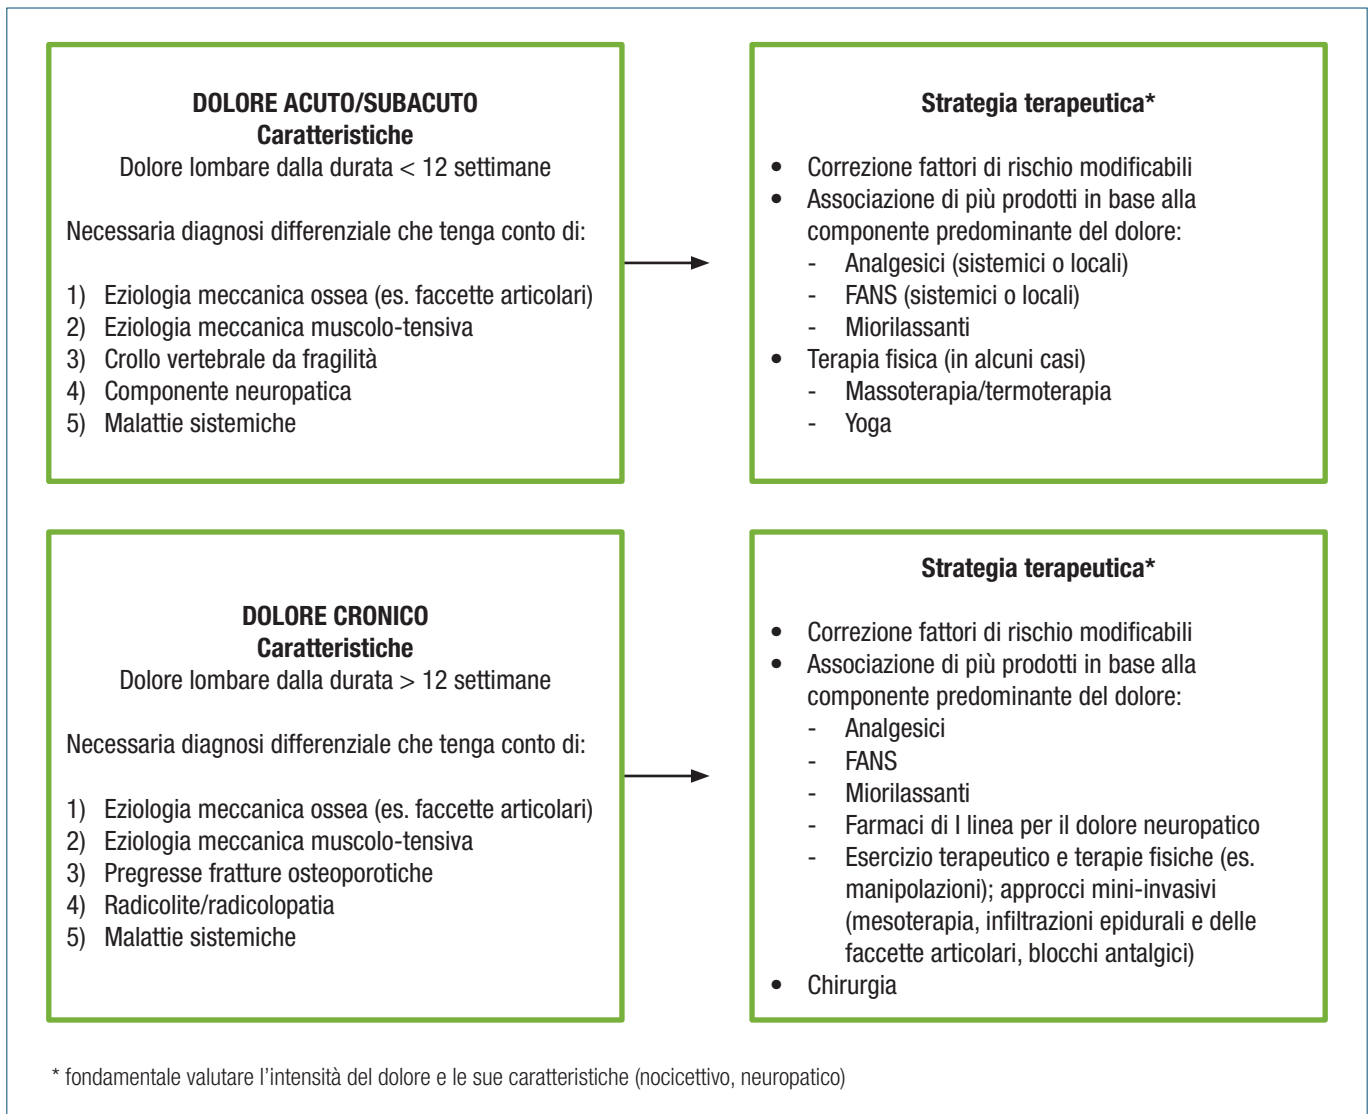 DOLORE ACUTO/SUBACUTO
Caratteristiche
Dolore lombare dalla durata < 12 settimane
Necessaria diagnosi differenziale che tenga conto di:
1) Eziologia meccanica ossea (es. faccette articolari)
2) Eziologia meccanica muscolo-tensiva
3) Crollo vertebrale da fragilità
4) Componente neuropatica
5) Malattie sistemiche
Strategia terapeutica*
• Correzione fattori di rischio modificabili
• Associazione di più prodotti in base alla
componente predominante del dolore:
- Analgesici (sistemici o locali)
- FANS (sistemici o locali)
- Miorilassanti
• Terapia fisica (in alcuni casi)
- Massoterapia/termoterapia
- Yoga
DOLORE CRONICO
Caratteristiche
Dolore lombare dalla durata > 12 settimane
Necessaria diagnosi differenziale che tenga conto di:
1) Eziologia meccanica ossea (es. faccette articolari)
2) Eziologia meccanica muscolo-tensiva
3) Pregresse fratture osteoporotiche
4) Radicolite/radicolopatia
5) Malattie sistemiche
Strategia terapeutica*
• Correzione fattori di rischio modificabili
• Associazione di più prodotti in base alla
componente predominante del dolore:
- Analgesici
- FANS
- Miorilassanti
- Farmaci di I linea per il dolore neuropatico
- Esercizio terapeutico e terapie fisiche (es.
manipolazioni); approcci mini-invasivi
(mesoterapia, infiltrazioni epidurali e delle
faccette articolari, blocchi antalgici)
• Chirurgia
* fondamentale valutare l’intensità del dolore e le sue caratteristiche (nocicettivo, neuropatico)